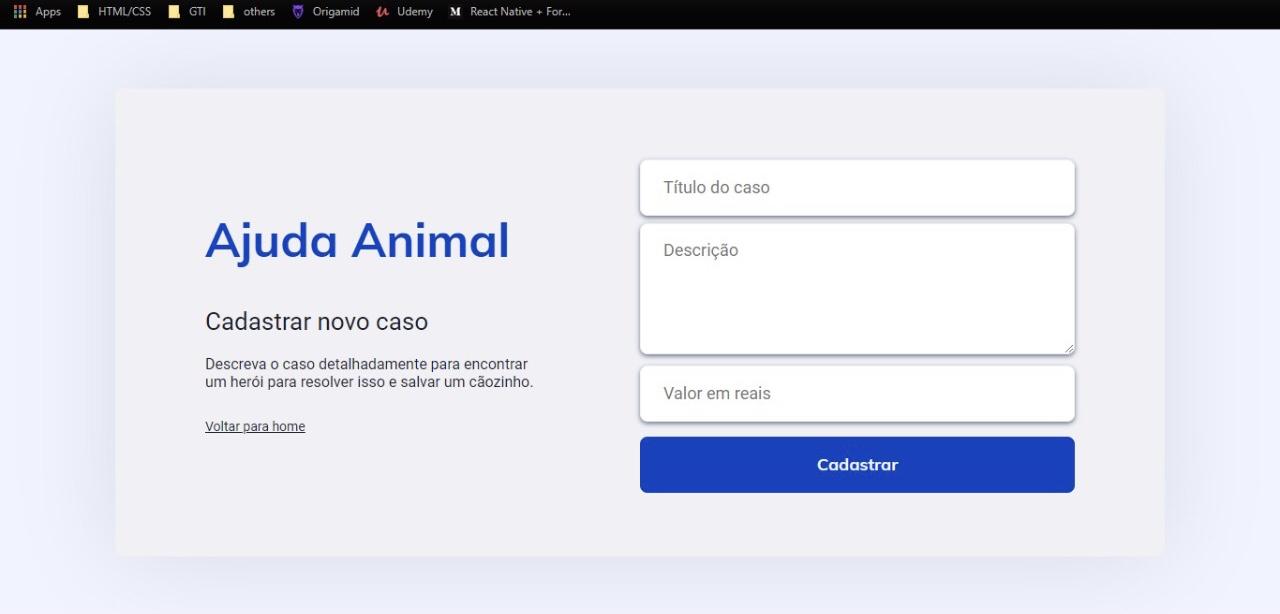 Apps HTML/CSS GTI others Origamid Udemy M React Native + For...
Ajuda Animal
Cadastrar novo caso
Descreva o caso detalhadamente para encontrar
um herói para resolver isso e salvar um cãozinho.
Voltar para home
Título do caso
Descrição
Valor em reais
Cadastrar